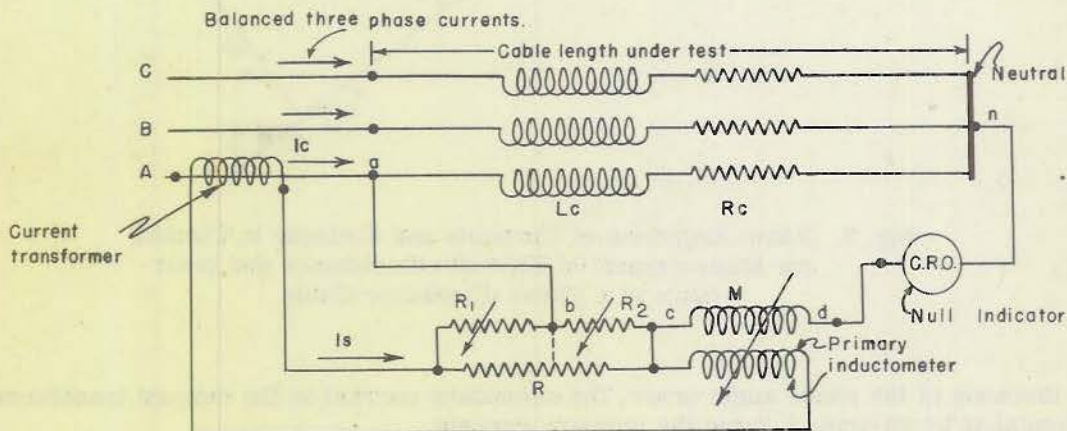 Balanced three phase currents.
Cable length under test
C
Neutral
B
n
Ic
A
a
Lc
Rc
Current
transformer
C.R.O.
R1
b
R2
c
M
d
Null Indicator
Is
R
Primary
inductometer